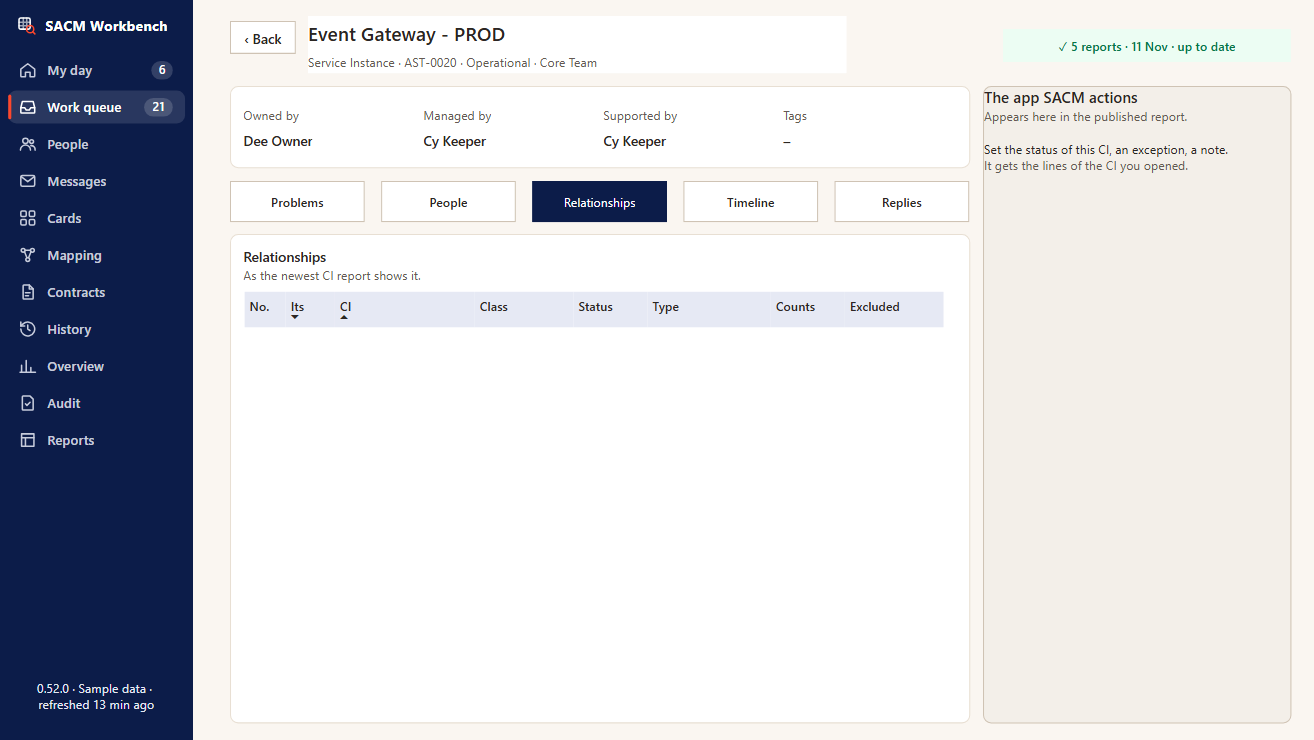 SACM Workbench
My day 6
Work queue 21
People
Messages
Cards
Mapping
Contracts
History
Overview
Audit
Reports
0.52.0 · Sample data ·
refreshed 13 min ago
‹ Back
Event Gateway - PROD
Service Instance · AST-0020 · Operational · Core Team
✓ 5 reports · 11 Nov · up to date
Owned by Managed by Supported by Tags
Dee Owner Cy Keeper Cy Keeper –
Problems People Relationships Timeline Replies
Relationships
As the newest CI report shows it.
No. Its CI Class Status Type Counts Excluded
The app SACM actions
Appears here in the published report.
Set the status of this CI, an exception, a note.
It gets the lines of the CI you opened.